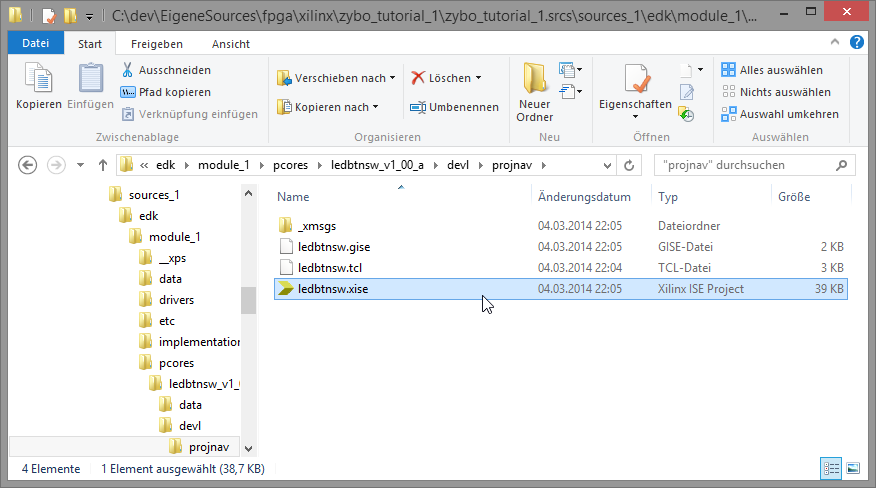 C:\dev\EigeneSources\fpga\xilinx\zybo_tutorial_1\zybo_tutorial_1.srcs\sources_1\edk\module_1\...
Datei Start Freigeben Ansicht
Kopieren Einfügen Ausschneiden
Pfad kopieren
Verknüpfung einfügen
Zwischenablage
Verschieben nach Löschen
Kopieren nach Umbenennen
Organisieren
Neuer
Ordner
Neu
Eigenschaften
Öffnen
Alles auswählen
Nichts auswählen
Auswahl umkehren
Auswählen
« edk module_1 pcores ledbtnsw_v1_00_a devl projnav "projnav" durchsuchen
sources_1
edk
module_1
__xps
data
drivers
etc
implementation
pcores
ledbtnsw_v1_0
data
devl
projnav
Name Änderungsdatum Typ Größe
_xmsgs 04.03.2014 22:05 Dateiordner
ledbtnsw.gise 04.03.2014 22:05 GISE-Datei 2 KB
ledbtnsw.tcl 04.03.2014 22:04 TCL-Datei 3 KB
ledbtnsw.xise 04.03.2014 22:05 Xilinx ISE Project 39 KB
4 Elemente 1 Element ausgewählt (38,7 KB)